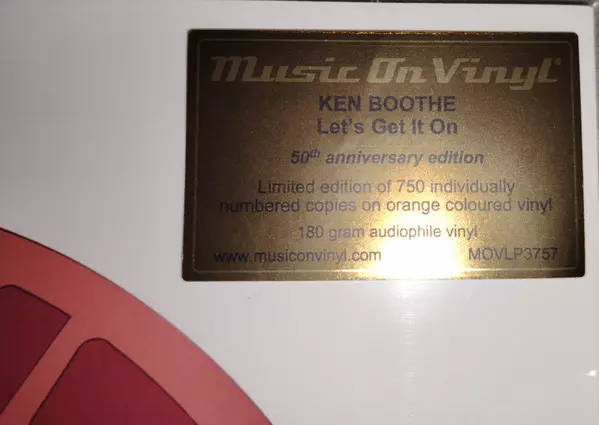 Music On Vinyl®
KEN BOOTHE
Let's Get It On
50th anniversary edition
Limited edition of 750 individually
numbered copies on orange coloured vinyl
180 gram audiophile vinyl
www.musiconvinyl.com MOVLP3757